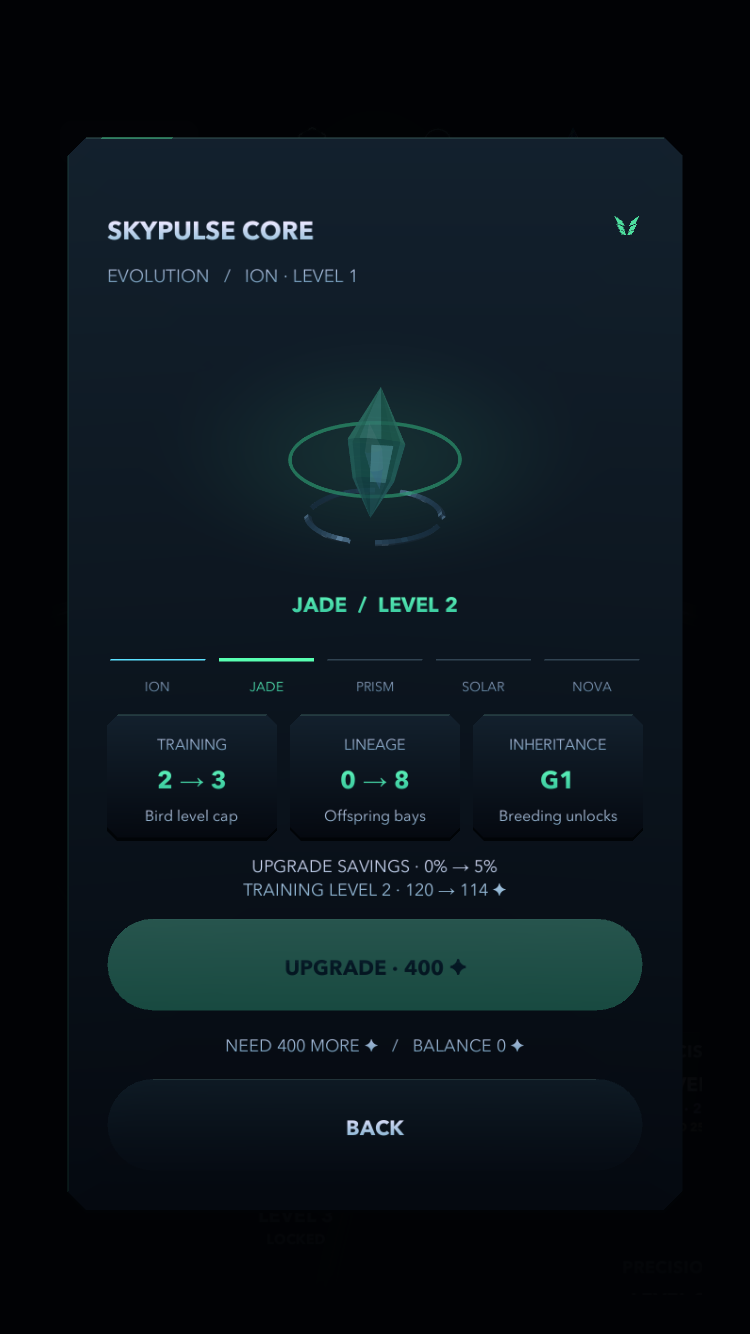 SKYPULSE CORE
EVOLUTION / ION · LEVEL 1
JADE / LEVEL 2
ION JADE PRISM SOLAR NOVA
TRAINING LINEAGE INHERITANCE
2 → 3 0 → 8 G1
Bird level cap Offspring bays Breeding unlocks
UPGRADE SAVINGS · 0% → 5%
TRAINING LEVEL 2 · 120 → 114 ✦
UPGRADE · 400 ✦
NEED 400 MORE ✦ / BALANCE 0 ✦
BACK
LOCKED